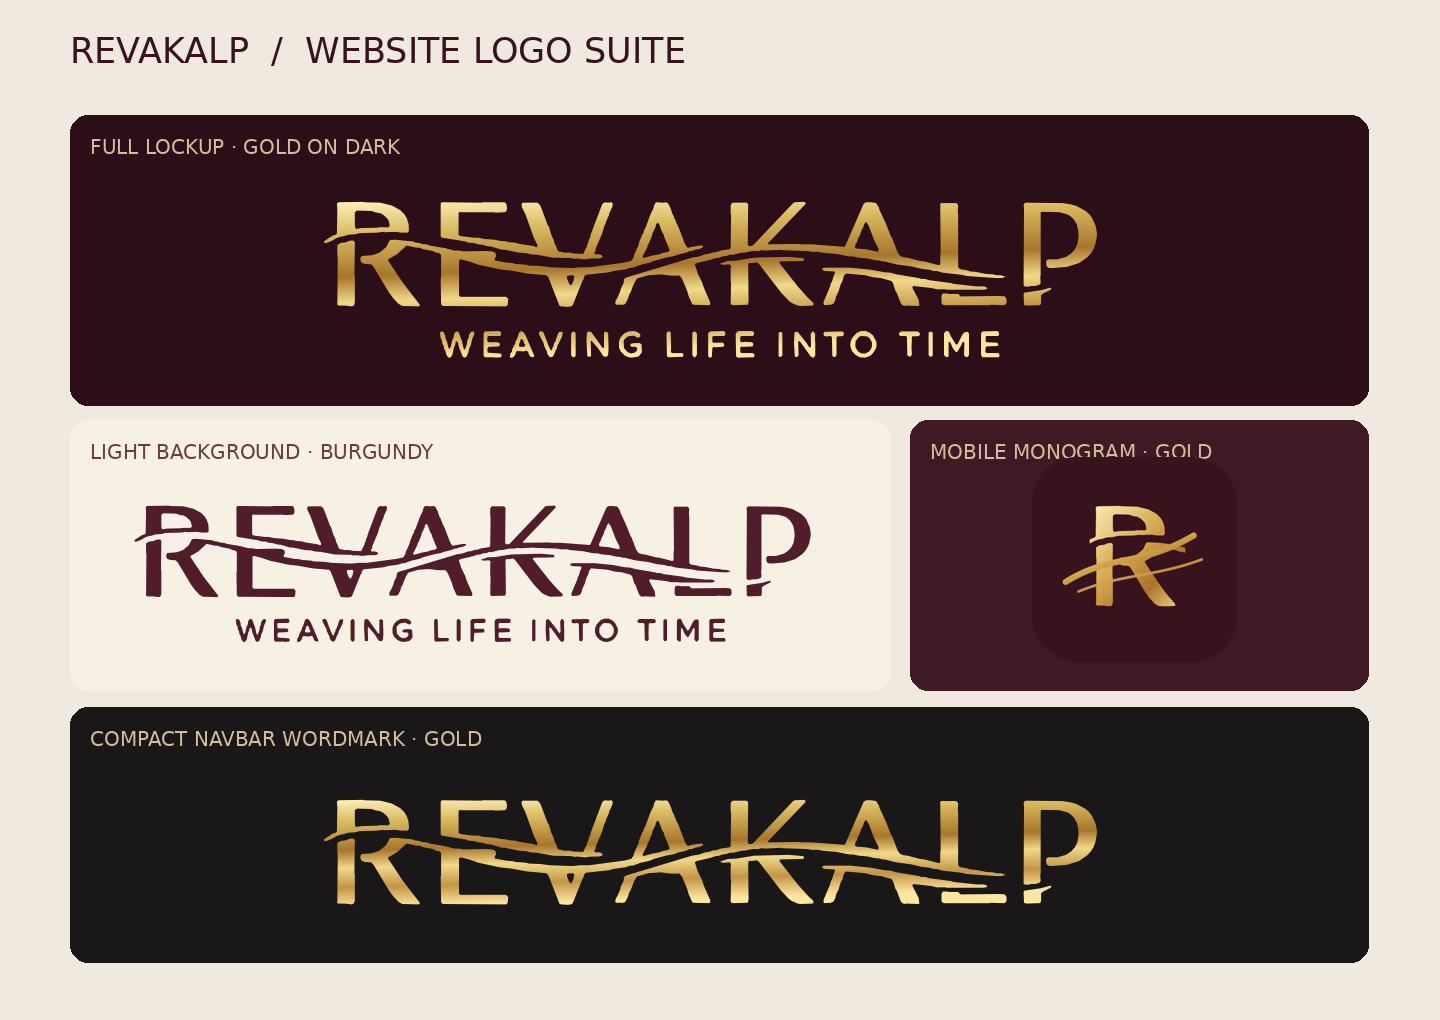 REVAKALP / WEBSITE LOGO SUITE
FULL LOCKUP · GOLD ON DARK
REVAKALP
WEAVING LIFE INTO TIME
LIGHT BACKGROUND · BURGUNDY
REVAKALP
WEAVING LIFE INTO TIME
MOBILE MONOGRAM · GOLD
R
COMPACT NAVBAR WORDMARK · GOLD
REVAKALP